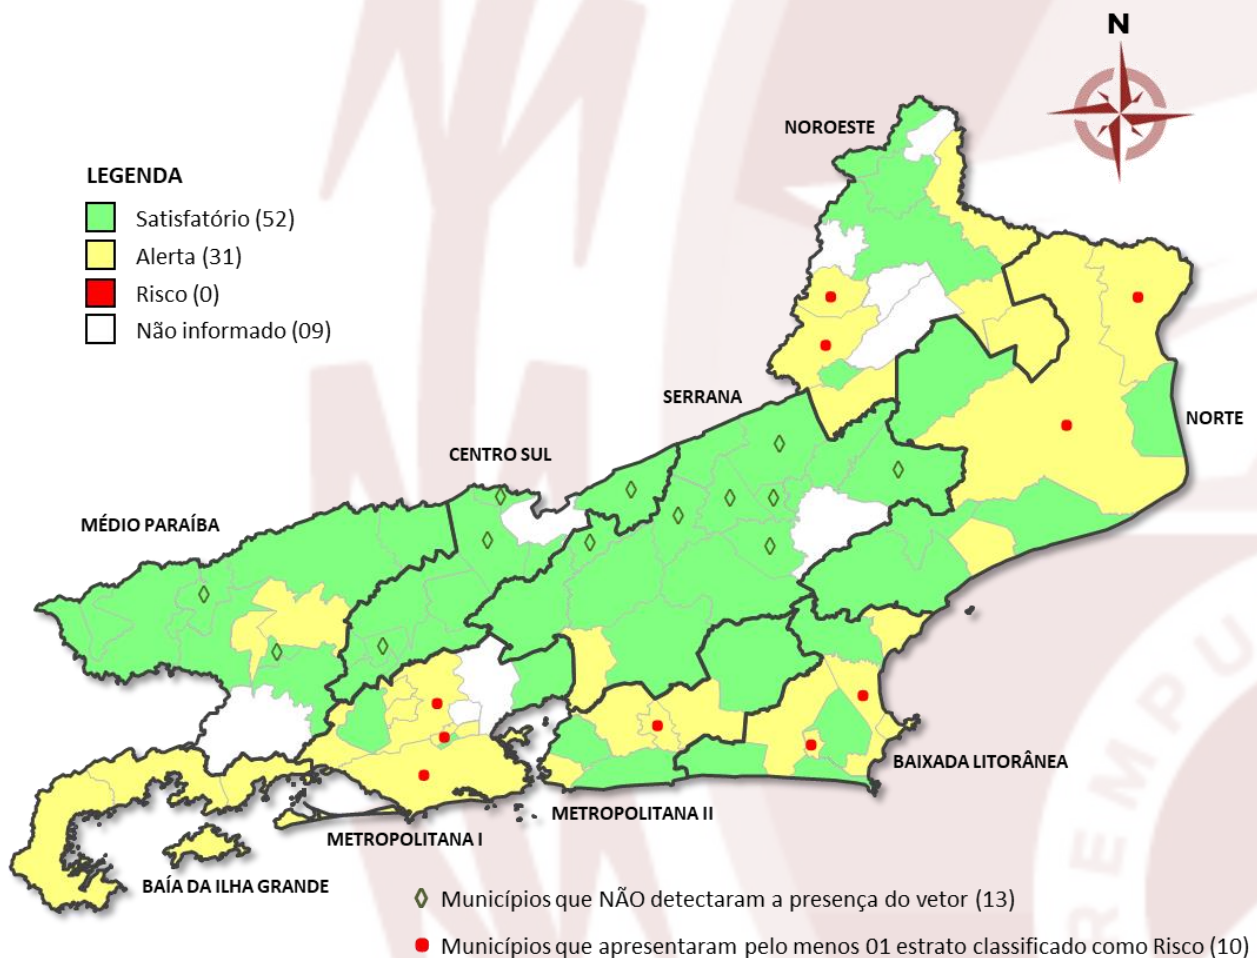 N
NOROESTE
LEGENDA
Satisfatório (52)
Alerta (31)
Risco (0)
Não informado (09)
SERRANA
NORTE
CENTRO SUL
MÉDIO PARAÍBA
BAIXADA LITORÂNEA
METROPOLITANA II
METROPOLITANA I
BAÍA DA ILHA GRANDE
Municípios que NÃO detectaram a presença do vetor (13)
Municípios que apresentaram pelo menos 01 estrato classificado como Risco (10)
REMPU